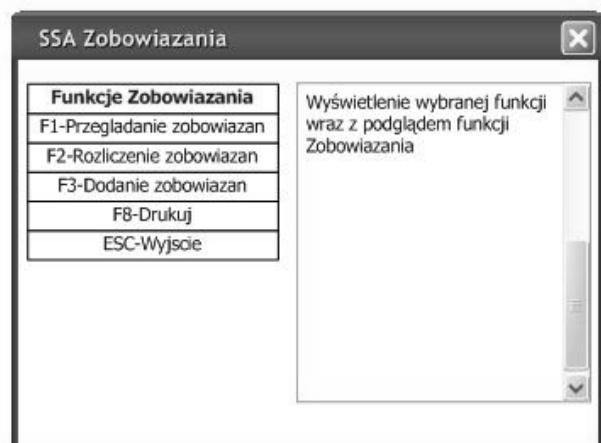 SSA Zobowiazania
Funkcje Zobowiazania
F1-Przegladanie zobowiazan
F2-Rozliczenie zobowiazan
F3-Dodanie zobowiazan
F8-Drukuj
ESC-Wyjscie
Wyświetlenie wybranej funkcji
wraz z podglądem funkcji
Zobowiazania